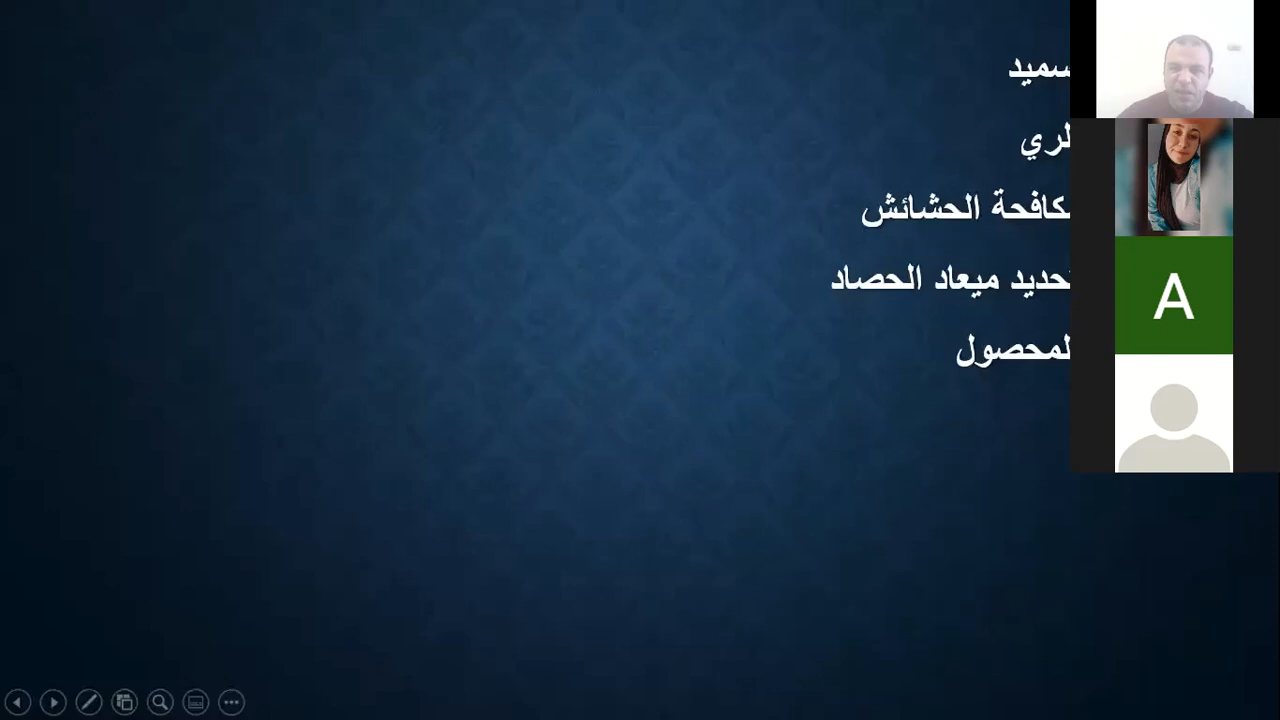 سميد
لري
كافحة الحشائش
حديد ميعاد الحصاد
لمحصول
A